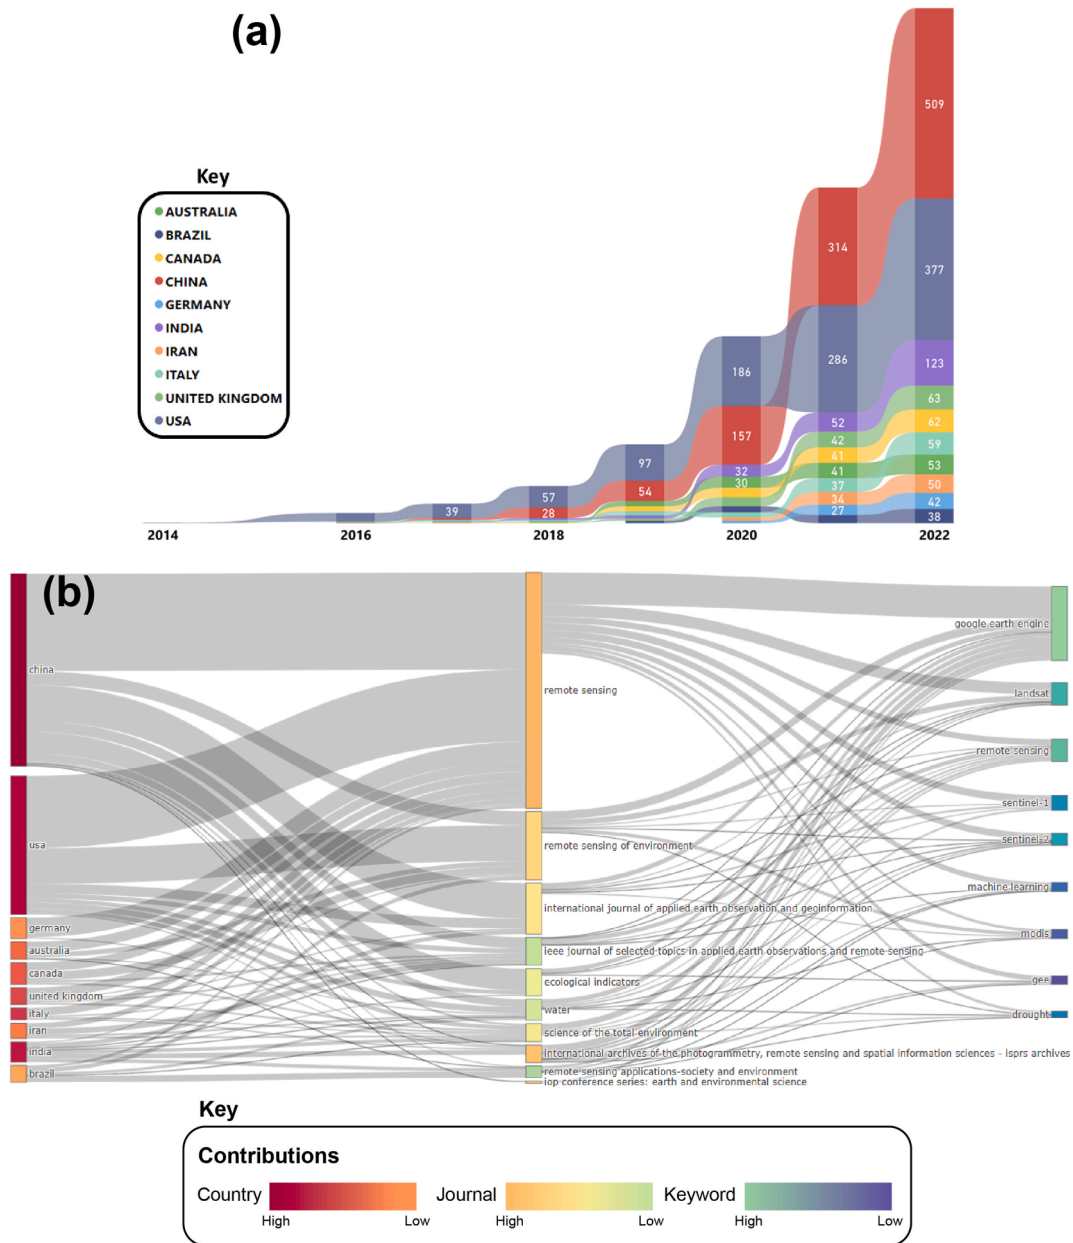 (a)
Key
AUSTRALIA
BRAZIL
CANADA
CHINA
GERMANY
INDIA
IRAN
ITALY
UNITED KINGDOM
USA
509
377
123
63
62
59
53
50
42
38
314
286
52
42
41
41
37
34
27
186
157
32
30
97
54
57
28
39
2014 2016 2018 2020 2022
(b)
china
usa
germany
australia
canada
united kingdom
italy
iran
india
brazil
remote sensing
remote sensing of environment
international journal of applied earth observation and geoinformation
ieee journal of selected topics in applied earth observations and remote sensing
ecological indicators
water
science of the total environment
international archives of the photogrammetry, remote sensing and spatial information sciences - isprs archives
remote sensing applications-society and environment
iop conference series: earth and environmental science
google earth engine
landsat
remote sensing
sentinel-1
sentinel-2
machine learning
modis
gee
drought
Key
Contributions
Country Journal Keyword
High Low High Low High Low